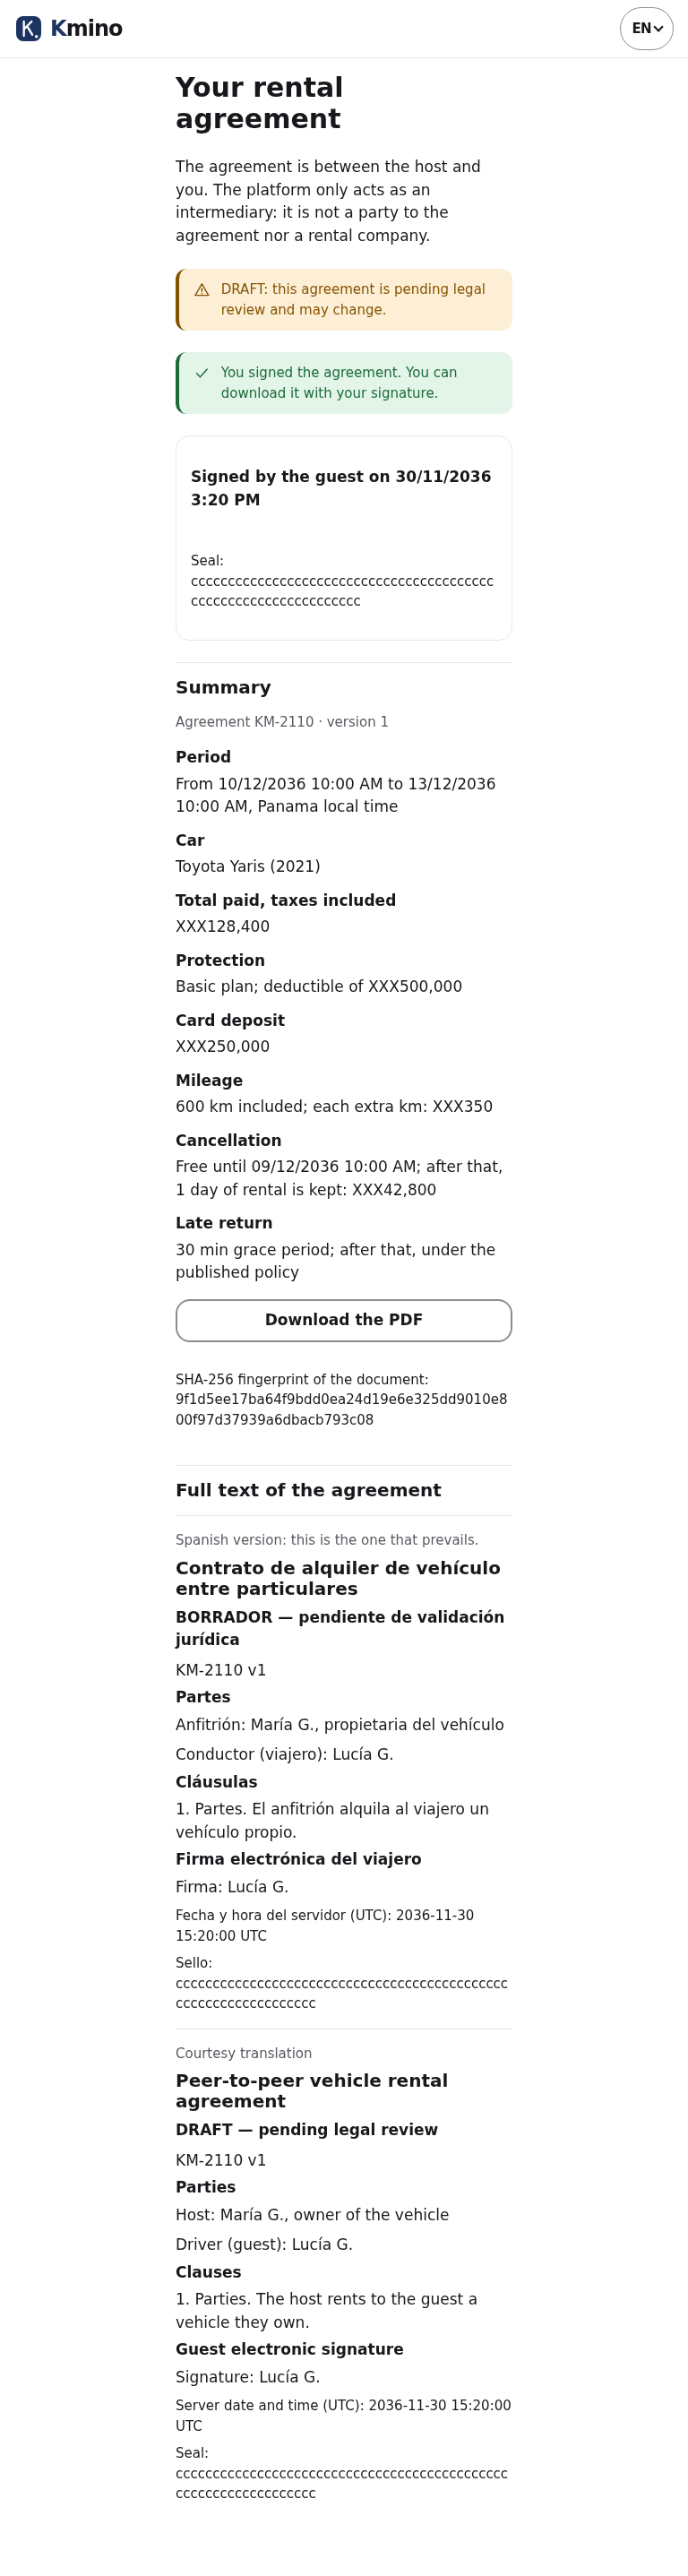 Kmino
EN
Your rental
agreement
The agreement is between the host and
you. The platform only acts as an
intermediary: it is not a party to the
agreement nor a rental company.
DRAFT: this agreement is pending legal
review and may change.
You signed the agreement. You can
download it with your signature.
Signed by the guest on 30/11/2036
3:20 PM
Seal:
ccccccccccccccccccccccccccccccccccccccccc
ccccccccccccccccccccccc
Summary
Agreement KM-2110 · version 1
Period
From 10/12/2036 10:00 AM to 13/12/2036
10:00 AM, Panama local time
Car
Toyota Yaris (2021)
Total paid, taxes included
XXX128,400
Protection
Basic plan; deductible of XXX500,000
Card deposit
XXX250,000
Mileage
600 km included; each extra km: XXX350
Cancellation
Free until 09/12/2036 10:00 AM; after that,
1 day of rental is kept: XXX42,800
Late return
30 min grace period; after that, under the
published policy
Download the PDF
SHA-256 fingerprint of the document:
9f1d5ee17ba64f9bdd0ea24d19e6e325dd9010e8
00f97d37939a6dbacb793c08
Full text of the agreement
Spanish version: this is the one that prevails.
Contrato de alquiler de vehículo
entre particulares
BORRADOR — pendiente de validación
jurídica
KM-2110 v1
Partes
Anfitrión: María G., propietaria del vehículo
Conductor (viajero): Lucía G.
Cláusulas
1. Partes. El anfitrión alquila al viajero un
vehículo propio.
Firma electrónica del viajero
Firma: Lucía G.
Fecha y hora del servidor (UTC): 2036-11-30
15:20:00 UTC
Sello:
ccccccccccccccccccccccccccccccccccccccccccccc
ccccccccccccccccccc
Courtesy translation
Peer-to-peer vehicle rental
agreement
DRAFT — pending legal review
KM-2110 v1
Parties
Host: María G., owner of the vehicle
Driver (guest): Lucía G.
Clauses
1. Parties. The host rents to the guest a
vehicle they own.
Guest electronic signature
Signature: Lucía G.
Server date and time (UTC): 2036-11-30 15:20:00
UTC
Seal:
ccccccccccccccccccccccccccccccccccccccccccccc
ccccccccccccccccccc